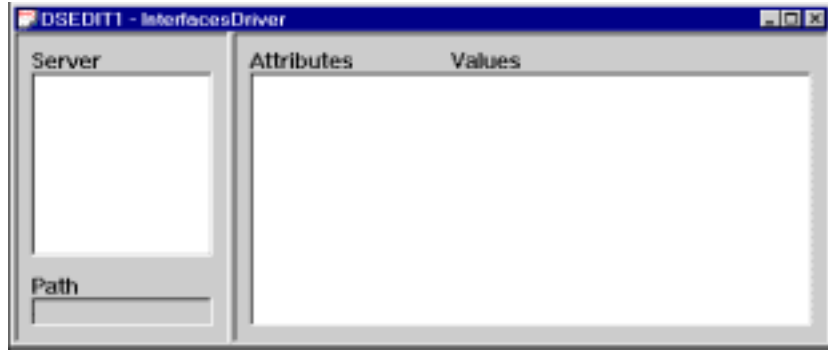 DSEDIT1 - InterfacesDriver
Server
Attributes Values
Path